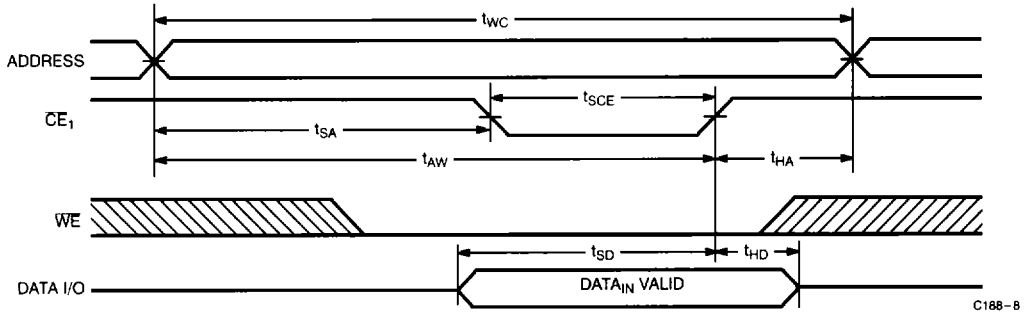 tWC
ADDRESS
tSCE
CE1
tSA
tAW
tHA
WE
tSD
tHD
DATA I/O
DATAIN VALID
C188-8